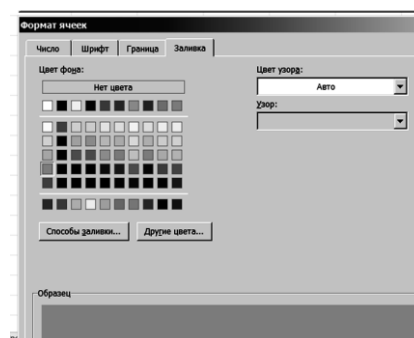 Формат ячеек
Число Шрифт Граница Заливка
Цвет фона:
Нет цвета
Цвет узора:
Авто
Узор:
Способы заливки...
Другие цвета...
Образец